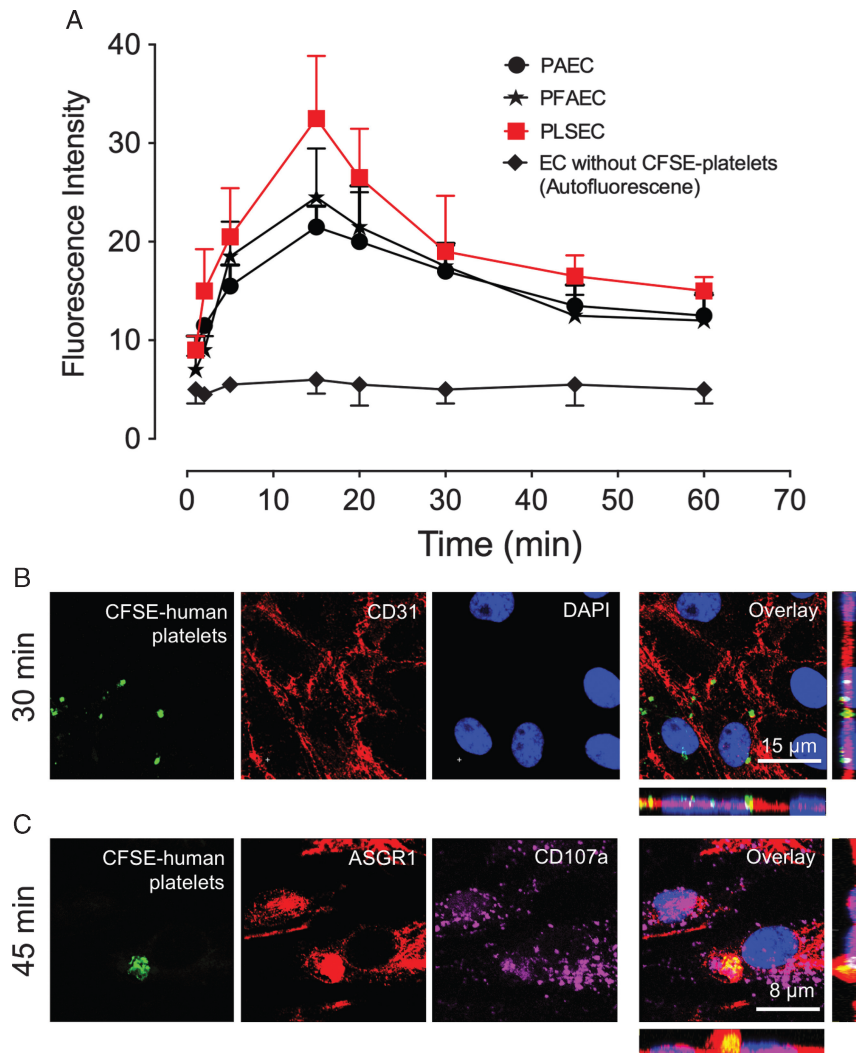 A
40
30
20
10
0
Fluorescence Intensity
PAEC
PFAEC
PLSEC
EC without CFSE-platelets
(Autofluorescene)
0 10 20 30 40 50 60 70
Time (min)
B
30 min
CFSE-human
platelets
CD31
DAPI
Overlay
15 µm
C
45 min
CFSE-human
platelets
ASGR1
CD107a
Overlay
8 µm